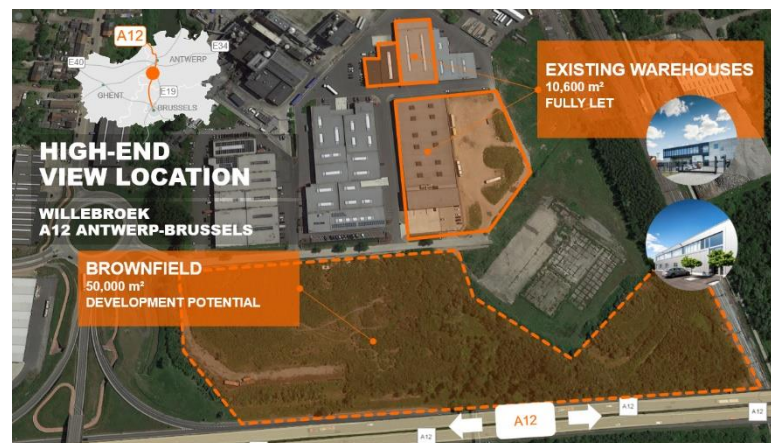 A12
E34
E40
ANTWERP
GHENT
E19
BRUSSELS
HIGH-END
VIEW LOCATION
WILLEBROEK
A12 ANTWERP-BRUSSELS
EXISTING WAREHOUSES
10,600 m²
FULLY LET
BROWNFIELD
50,000 m²
DEVELOPMENT POTENTIAL
A12
A12
A12
A12
A12